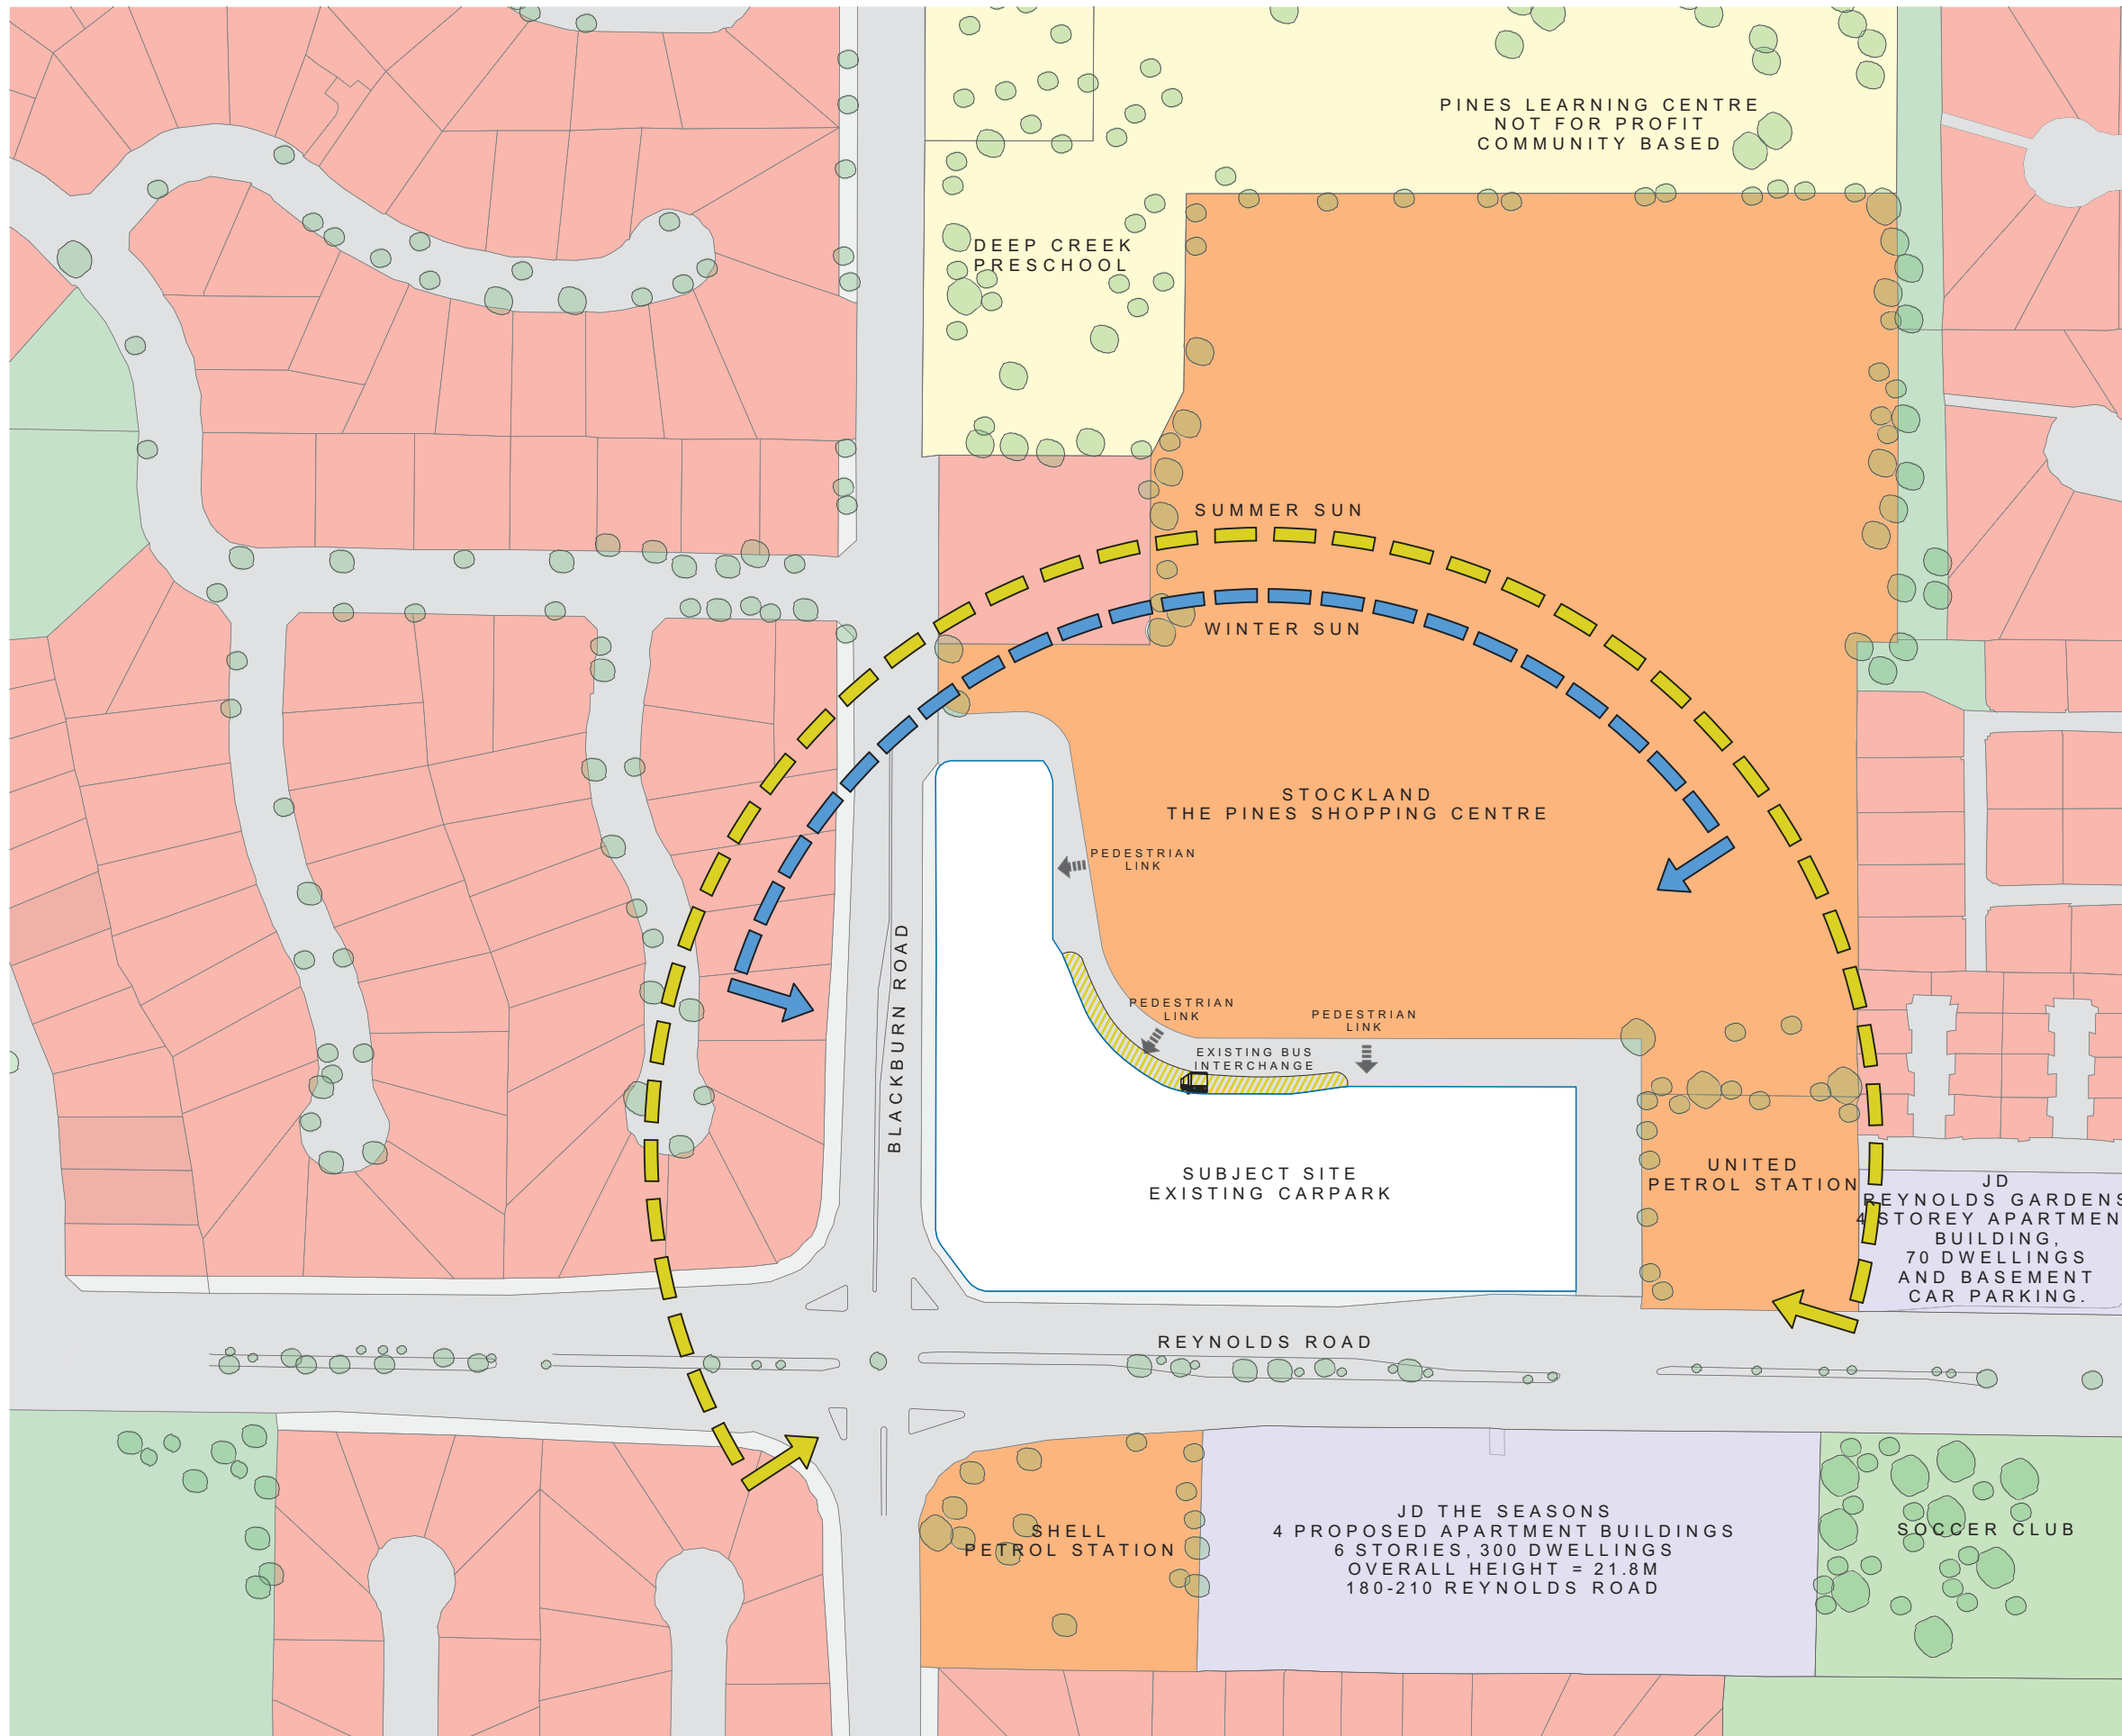 PINES LEARNING CENTRE
NOT FOR PROFIT
COMMUNITY BASED
DEEP CREEK
PRESCHOOL
SUMMER SUN
WINTER SUN
STOCKLAND
THE PINES SHOPPING CENTRE
PEDESTRIAN
LINK
BLACKBURN ROAD
PEDESTRIAN
LINK
PEDESTRIAN
LINK
EXISTING BUS
INTERCHANGE
SUBJECT SITE
EXISTING CARPARK
UNITED
PETROL STATION
JD
REYNOLDS GARDENS
4 STOREY APARTMEN
BUILDING,
70 DWELLINGS
AND BASEMENT
CAR PARKING.
REYNOLDS ROAD
SHELL
PETROL STATION
JD THE SEASONS
4 PROPOSED APARTMENT BUILDINGS
6 STORIES, 300 DWELLINGS
OVERALL HEIGHT = 21.8M
180-210 REYNOLDS ROAD
SOCCER CLUB